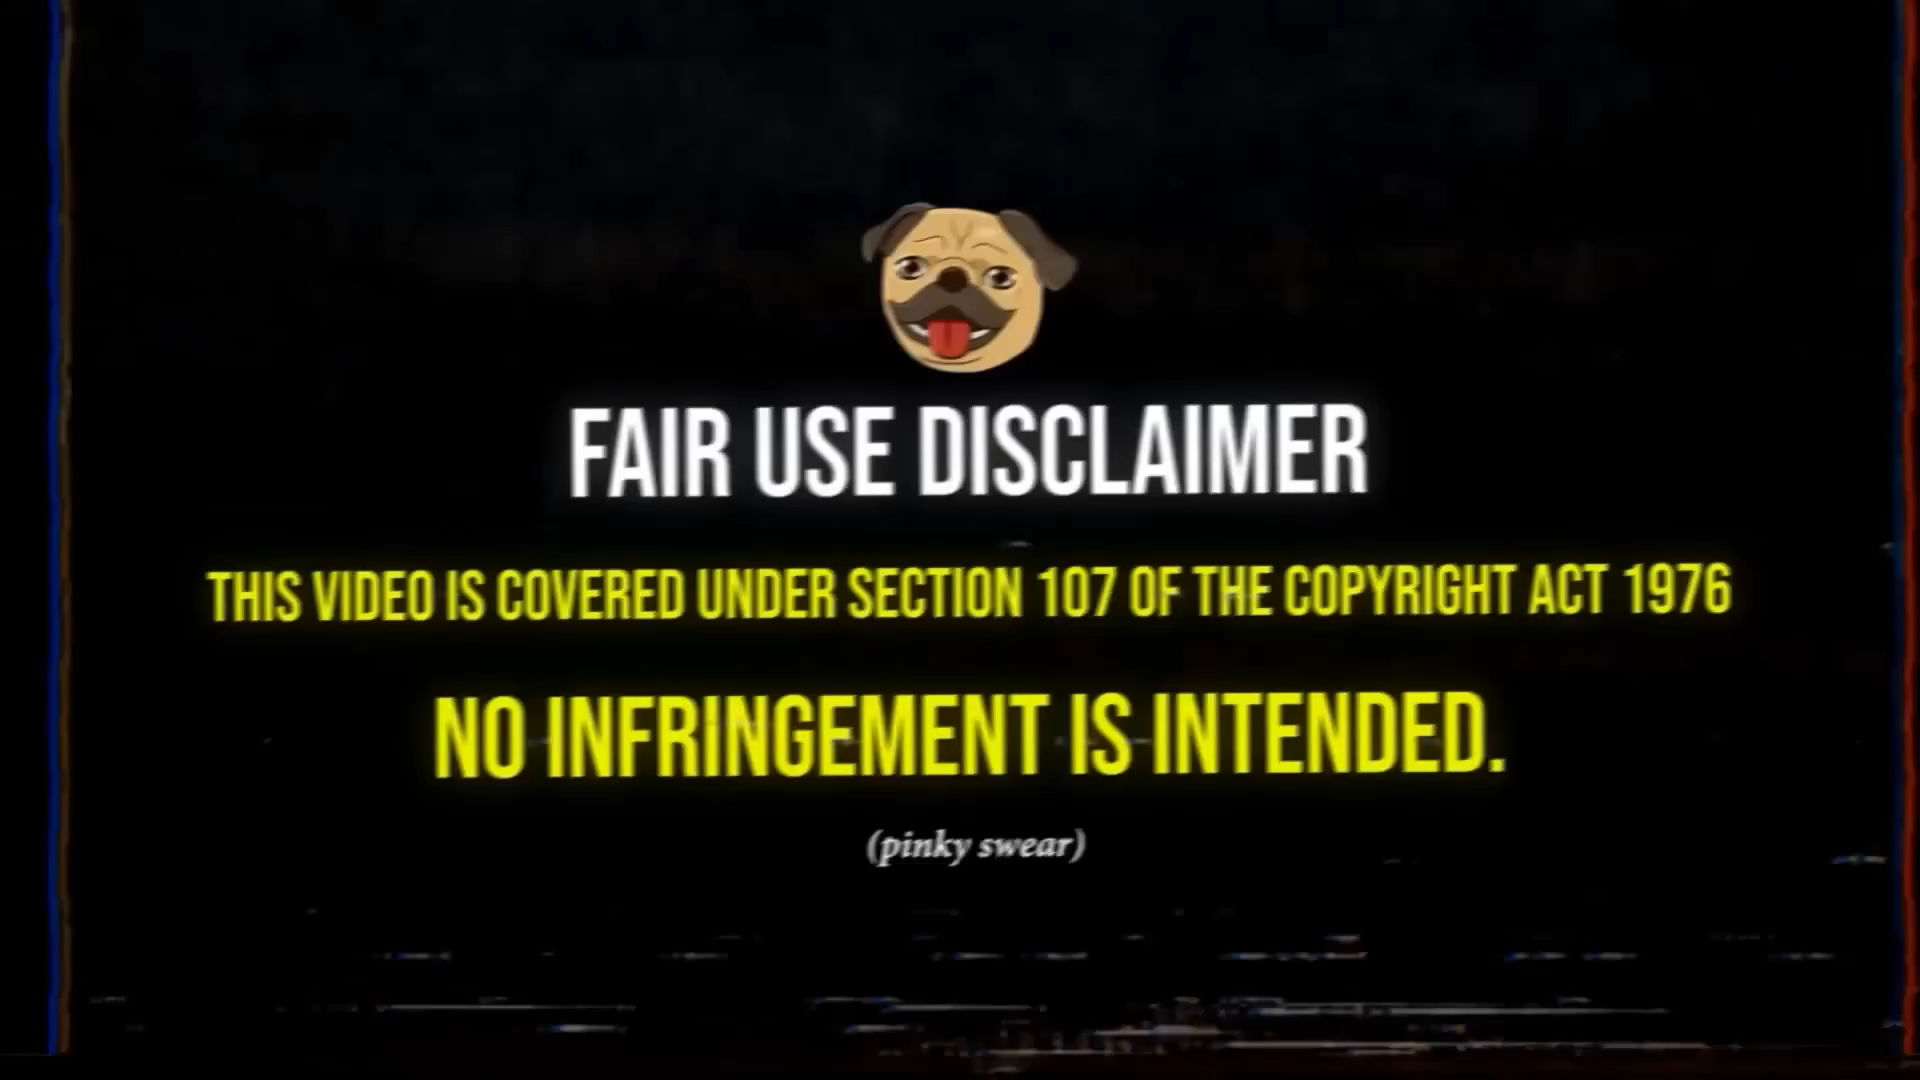 FAIR USE DISCLAIMER
THIS VIDEO IS COVERED UNDER SECTION 107 OF THE COPYRIGHT ACT 1976
NO INFRINGEMENT IS INTENDED.
(pinky swear)